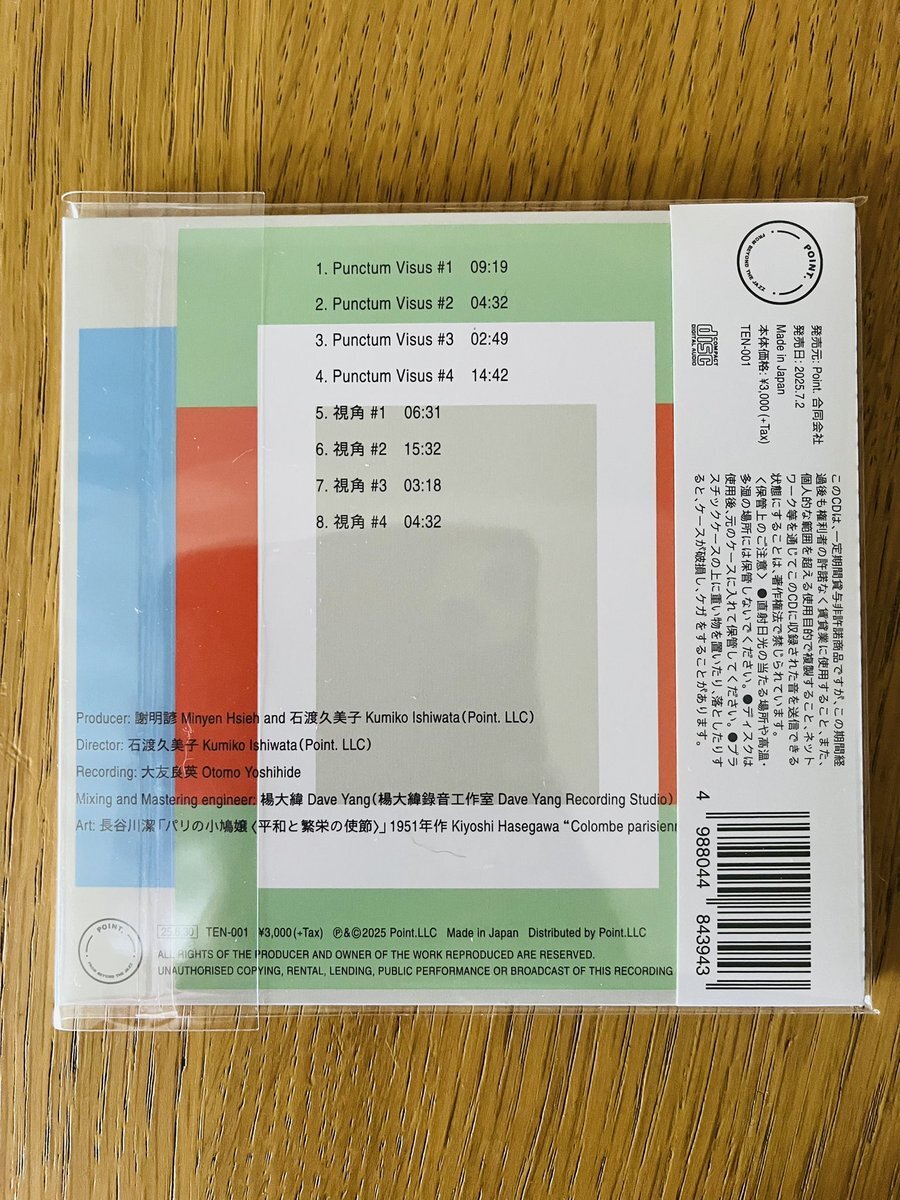 1. Punctum Visus #1 09:19
2. Punctum Visus #2 04:32
3. Punctum Visus #3 02:49
4. Punctum Visus #4 14:42
5. 視角 #1 06:31
6. 視角 #2 15:32
7. 視角 #3 03:18
8. 視角 #4 04:32
Producer: 謝明諺 Minyen Hsieh and 石渡久美子 Kumiko Ishiwata(Point. LLC)
Director: 石渡久美子 Kumiko Ishiwata(Point. LLC)
Recording: 大友良英 Otomo Yoshihide
Mixing and Mastering engineer: 楊大緯 Dave Yang(楊大緯録音工作室 Dave Yang Recording Studio)
Art: 長谷川潔「パリの小鳩嬢〈平和と繁栄の使節〉」1951年作 Kiyoshi Hasegawa “Colombe parisien
POINT.
FROM BEYOND THE JAZZ
25.6.30 TEN-001 ¥3,000(+Tax) Ⓟ&©2025 Point.LLC Made in Japan Distributed by Point.LLC
ALL RIGHTS OF THE PRODUCER AND OWNER OF THE WORK REPRODUCED ARE RESERVED.
UNAUTHORISED COPYING, RENTAL, LENDING, PUBLIC PERFORMANCE OR BROADCAST OF THIS RECORDING
POINT.
FROM BEYOND THE JAZZ
発売元: Point. 合同会社
発売日: 2025.7.2
Made in Japan
本体価格: ¥3,000(+Tax)
TEN-001
COMPACT
disc
DIGITAL AUDIO
このCDは、一定期間貸与非許諾商品ですが、この期間経
過後も権利者の許諾なく賃貸業に使用すること、また、
個人的な範囲を超える使用目的で複製すること、ネット
ワーク等を通じてこのCDに収録された音を送信できる
状態にすることは、著作権法で禁じられています。
〈保管上のご注意〉●直射日光の当たる場所や高温・
多湿の場所には保管しないでください。●ディスクは
使用後、元のケースに入れて保管してください。●プラ
スチックケースの上に重い物を置いたり、落としたりす
ると、ケースが破損し、ケガをすることがあります。
4 988044 843943